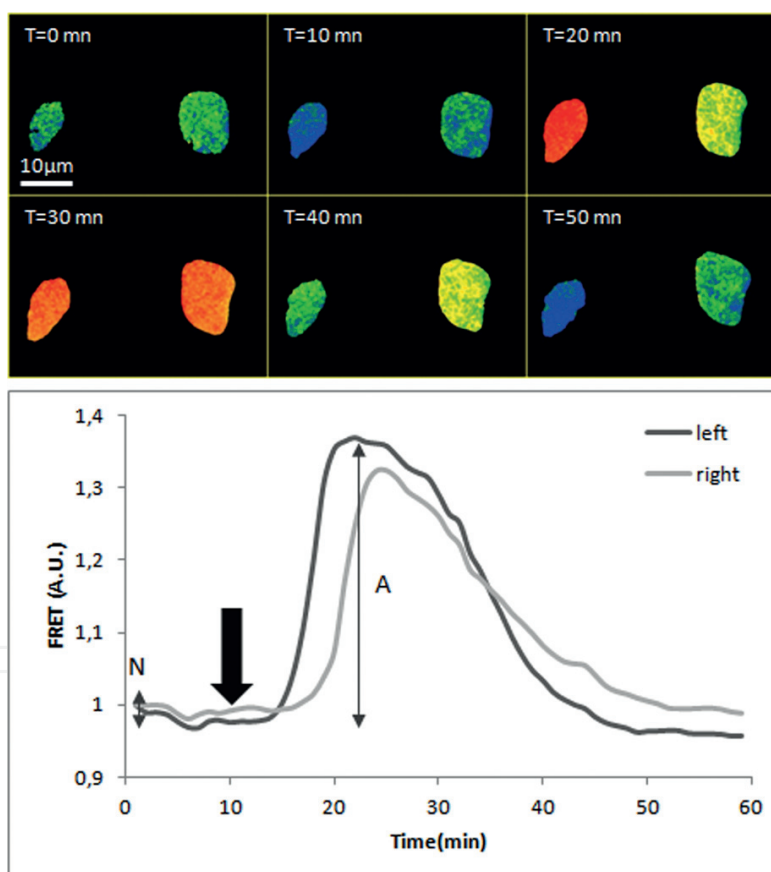 T=0 mn
T=10 mn
T=20 mn
10µm
T=30 mn
T=40 mn
T=50 mn
1,4
1,3
1,2
1,1
1
0,9
FRET (A.U.)
left
right
N
A
0
10
20
30
40
50
60
Time(min)